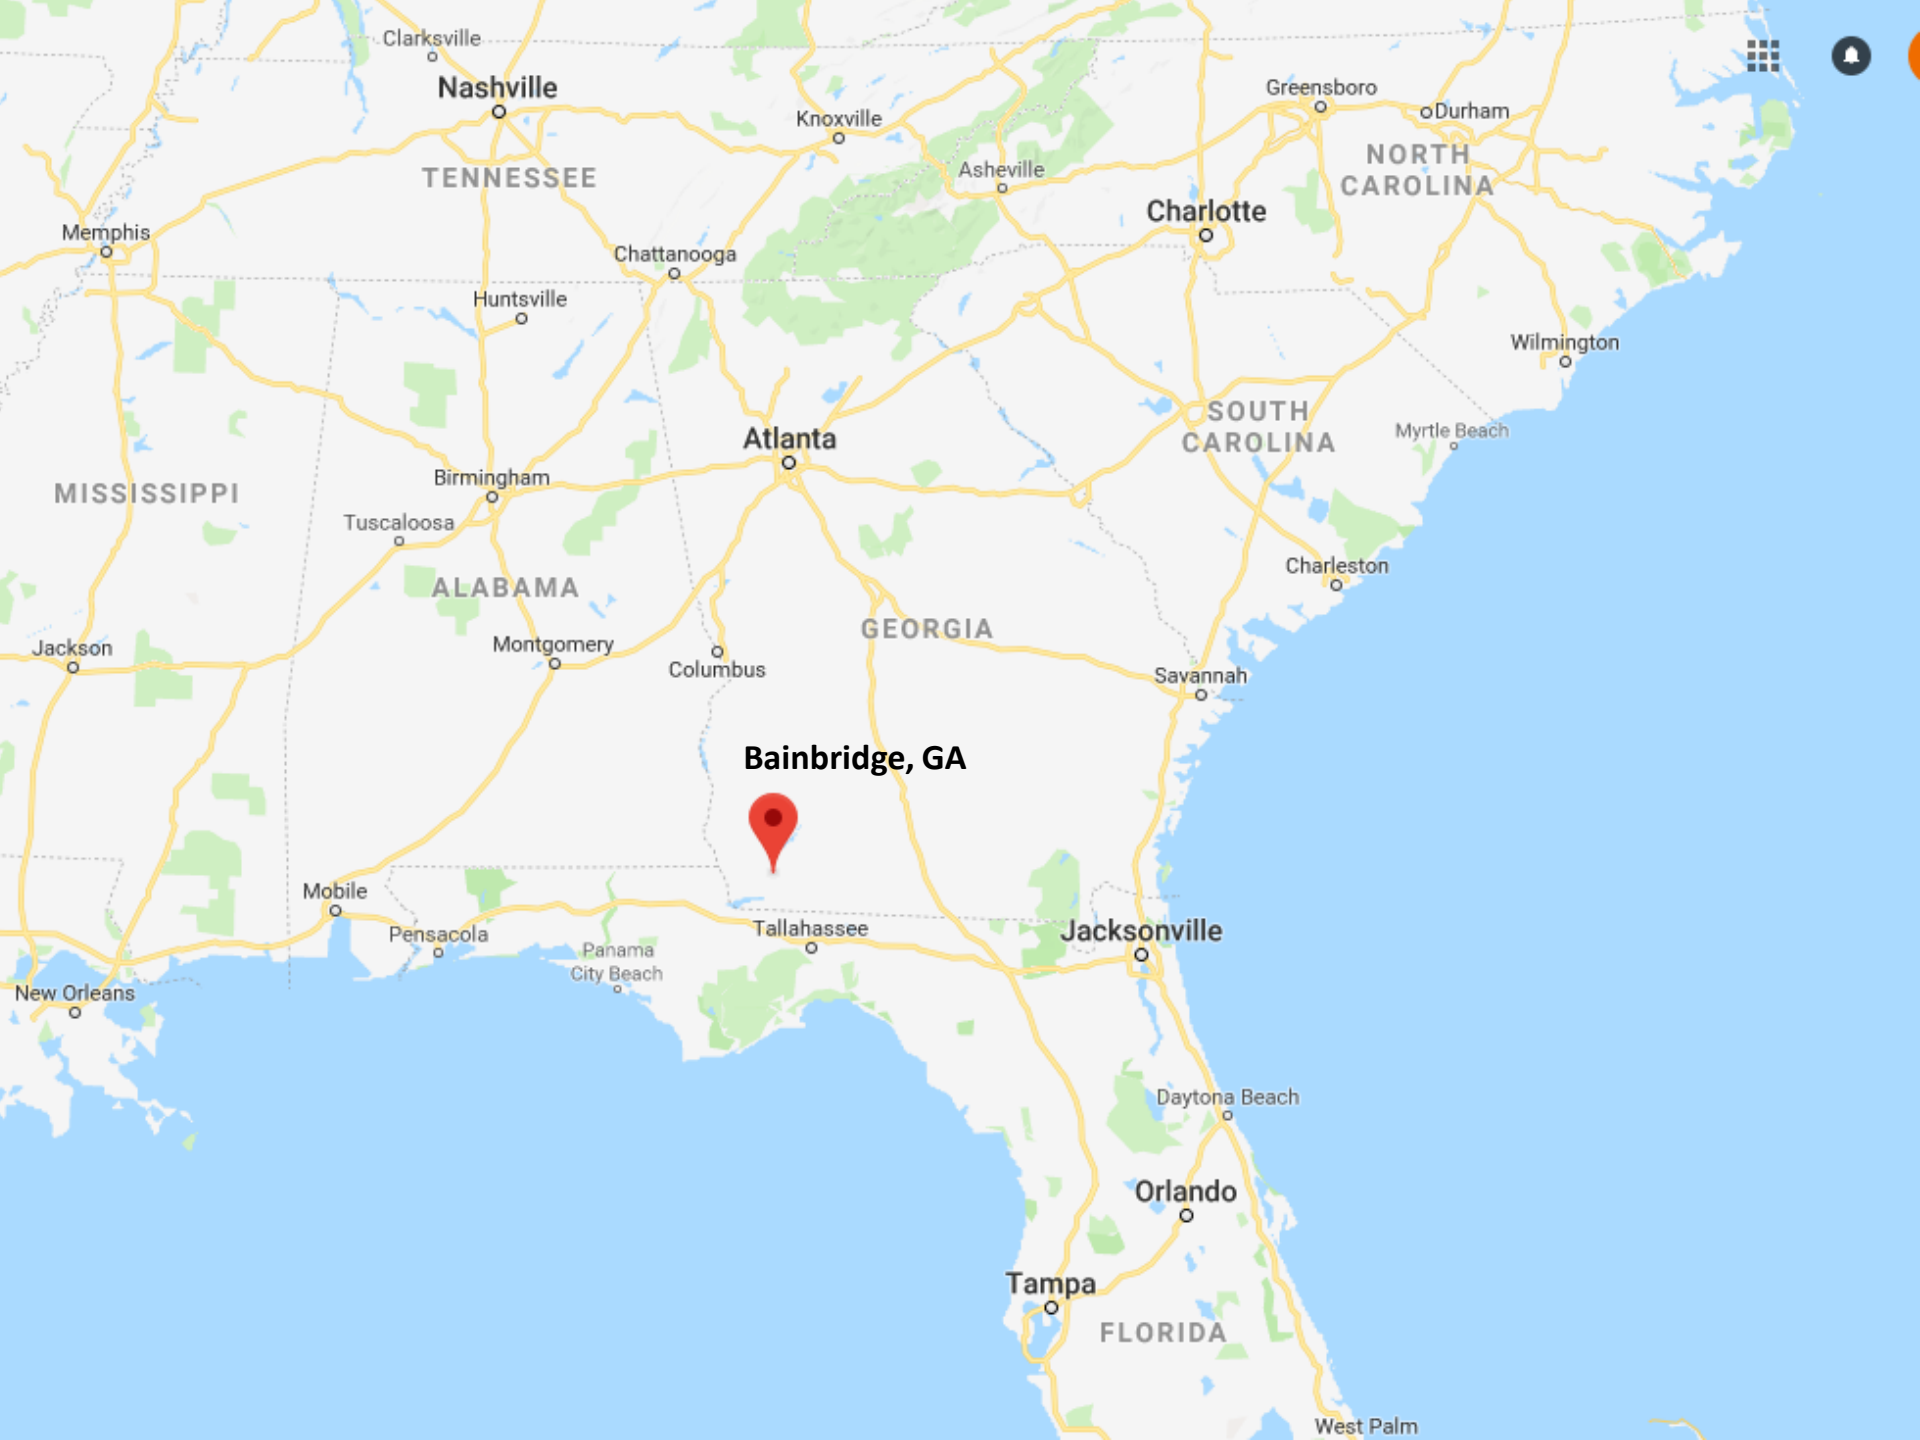 Clarksville
Nashville
Greensboro
Durham
Knoxville
NORTH
CAROLINA
TENNESSEE
Asheville
Charlotte
Memphis
Chattanooga
Huntsville
Wilmington
Atlanta
SOUTH
CAROLINA
Myrtle Beach
Birmingham
MISSISSIPPI
Tuscaloosa
Charleston
ALABAMA
GEORGIA
Montgomery
Jackson
Columbus
Savannah
Bainbridge, GA
Mobile
Pensacola
Tallahassee
Jacksonville
Panama
City Beach
New Orleans
Daytona Beach
Orlando
Tampa
FLORIDA
West Palm